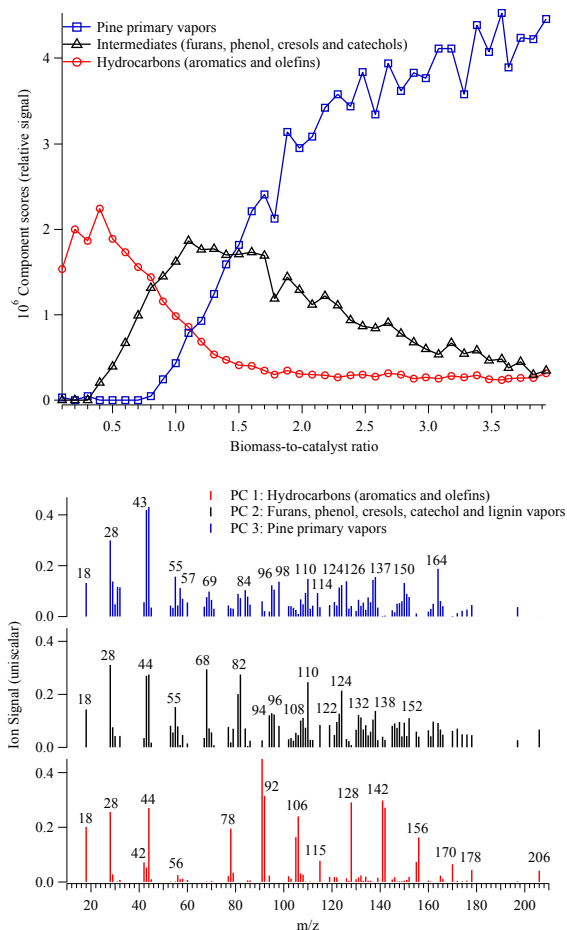 Pine primary vapors
Intermediates (furans, phenol, cresols and catechols)
Hydrocarbons (aromatics and olefins)
10⁶ Component scores (relative signal)
4
3
2
1
0
0.5 1.0 1.5 2.0 2.5 3.0 3.5
Biomass-to-catalyst ratio
PC 1: Hydrocarbons (aromatics and olefins)
PC 2: Furans, phenol, cresols, catechol and lignin vapors
PC 3: Pine primary vapors
Ion Signal (uniscalar)
0.4
0.2
0.0
18 28 43 55 57 69 84 96 98 110 114 124 126 137 150 164
0.4
0.2
0.0
18 28 44 55 68 82 94 96 108 110 122 124 132 138 152
0.4
0.2
0.0
18 28 42 44 56 78 92 106 115 128 142 156 170 178 206
20 40 60 80 100 120 140 160 180 200
m/z